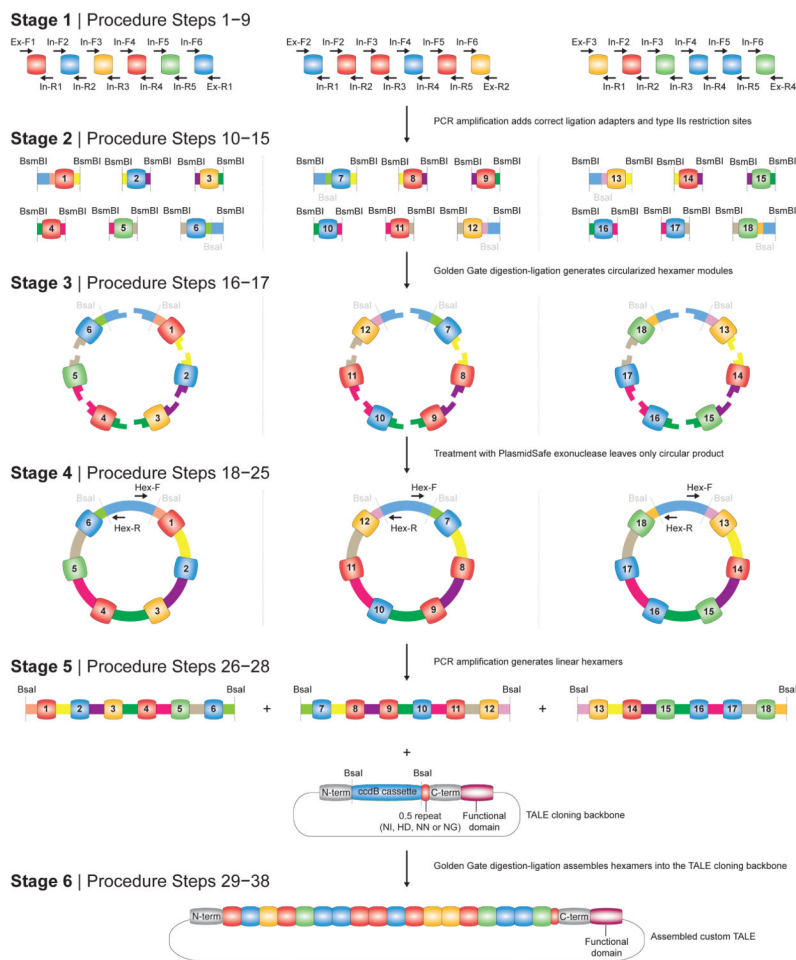 Stage 1 | Procedure Steps 1–9
Ex-F1 In-F2 In-F3 In-F4 In-F5 In-F6
In-R1 In-R2 In-R3 In-R4 In-R5 Ex-R1
Ex-F2 In-F2 In-F3 In-F4 In-F5 In-F6
In-R1 In-R2 In-R3 In-R4 In-R5 Ex-R2
Ex-F3 In-F2 In-F3 In-F4 In-F5 In-F6
In-R1 In-R2 In-R3 In-R4 In-R5 Ex-R4
PCR amplification adds correct ligation adapters and type IIs restriction sites
Stage 2 | Procedure Steps 10–15
BsmBI BsmBI BsmBI BsmBI BsmBI BsmBI
1 2 3
BsmBI BsmBI BsmBI BsmBI BsmBI BsmBI
4 5 6
BsaI
BsmBI BsmBI BsmBI BsmBI BsmBI BsmBI
7 8 9
BsaI
BsmBI BsmBI BsmBI BsmBI BsmBI BsmBI
10 11 12
BsaI
BsmBI BsmBI BsmBI BsmBI BsmBI BsmBI
13 14 15
BsaI
BsmBI BsmBI BsmBI BsmBI BsmBI BsmBI
16 17 18
BsaI
Golden Gate digestion-ligation generates circularized hexamer modules
Stage 3 | Procedure Steps 16–17
BsaI BsaI
6 1
5 2
4 3
BsaI BsaI
12 7
11 8
10 9
BsaI BsaI
18 13
17 14
16 15
Treatment with PlasmidSafe exonuclease leaves only circular product
Stage 4 | Procedure Steps 18–25
Hex-F
BsaI BsaI
Hex-R
6 1
5 2
4 3
Hex-F
BsaI BsaI
Hex-R
12 7
11 8
10 9
Hex-F
BsaI BsaI
Hex-R
18 13
17 14
16 15
PCR amplification generates linear hexamers
Stage 5 | Procedure Steps 26–28
BsaI BsaI BsaI BsaI BsaI BsaI
1 2 3 4 5 6 + 7 8 9 10 11 12 + 13 14 15 16 17 18
+
BsaI BsaI
N-term ccdB cassette C-term
0.5 repeat
(NI, HD, NN or NG)
Functional
domain
TALE cloning backbone
Golden Gate digestion-ligation assembles hexamers into the TALE cloning backbone
Stage 6 | Procedure Steps 29–38
N-term C-term
Functional
domain
Assembled custom TALE